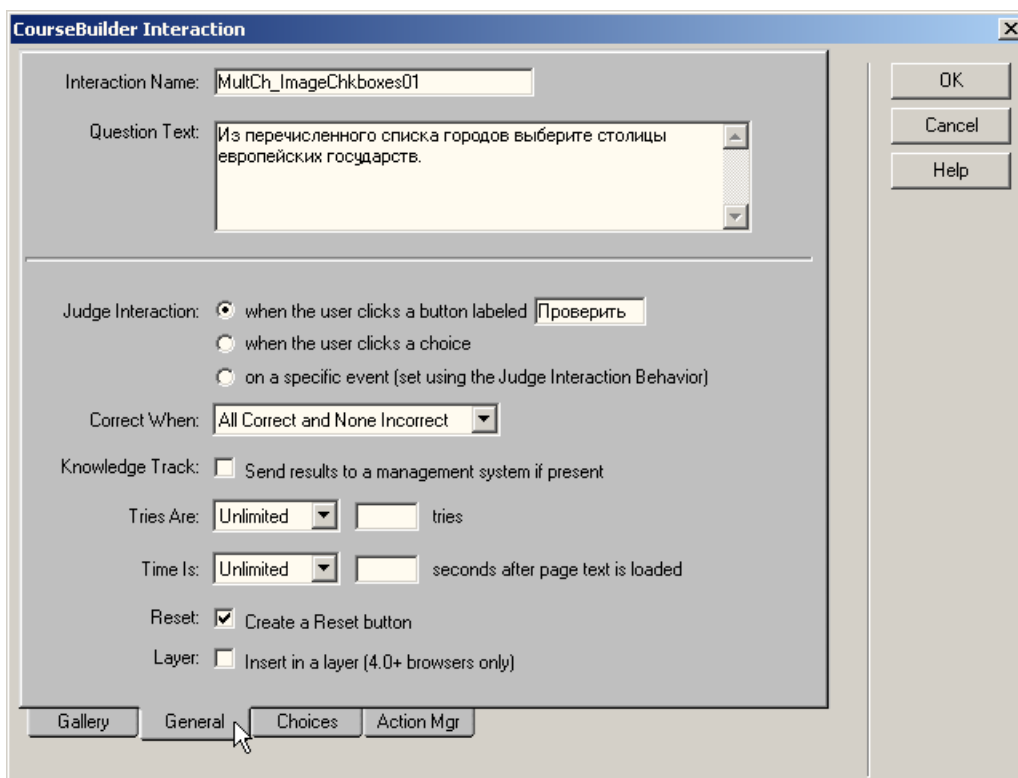 CourseBuilder Interaction
Interaction Name: MultCh_ImageChkboxes01
OK
Question Text: Из перечисленного списка городов выберите столицы
европейских государств.
Cancel
Help
Judge Interaction: when the user clicks a button labeled Проверить
when the user clicks a choice
on a specific event (set using the Judge Interaction Behavior)
Correct When: All Correct and None Incorrect
Knowledge Track: Send results to a management system if present
Tries Are: Unlimited tries
Time Is: Unlimited seconds after page text is loaded
Reset: Create a Reset button
Layer: Insert in a layer (4.0+ browsers only)
Gallery General Choices Action Mgr